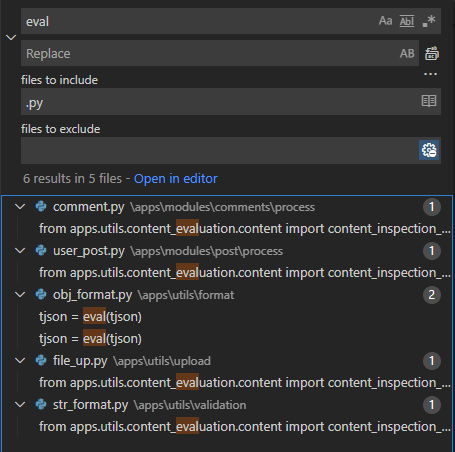 eval
Aa Abl .*
Replace
AB
files to include
...
.py
files to exclude
6 results in 5 files - Open in editor
comment.py \apps\modules\comments\process 1
from apps.utils.content_evaluation.content import content_inspection_...
user_post.py \apps\modules\post\process 1
from apps.utils.content_evaluation.content import content_inspection_...
obj_format.py \apps\utils\format 2
tjson = eval(tjson)
tjson = eval(tjson)
file_up.py \apps\utils\upload 1
from apps.utils.content_evaluation.content import content_inspection_...
str_format.py \apps\utils\validation 1
from apps.utils.content_evaluation.content import content_inspection_...